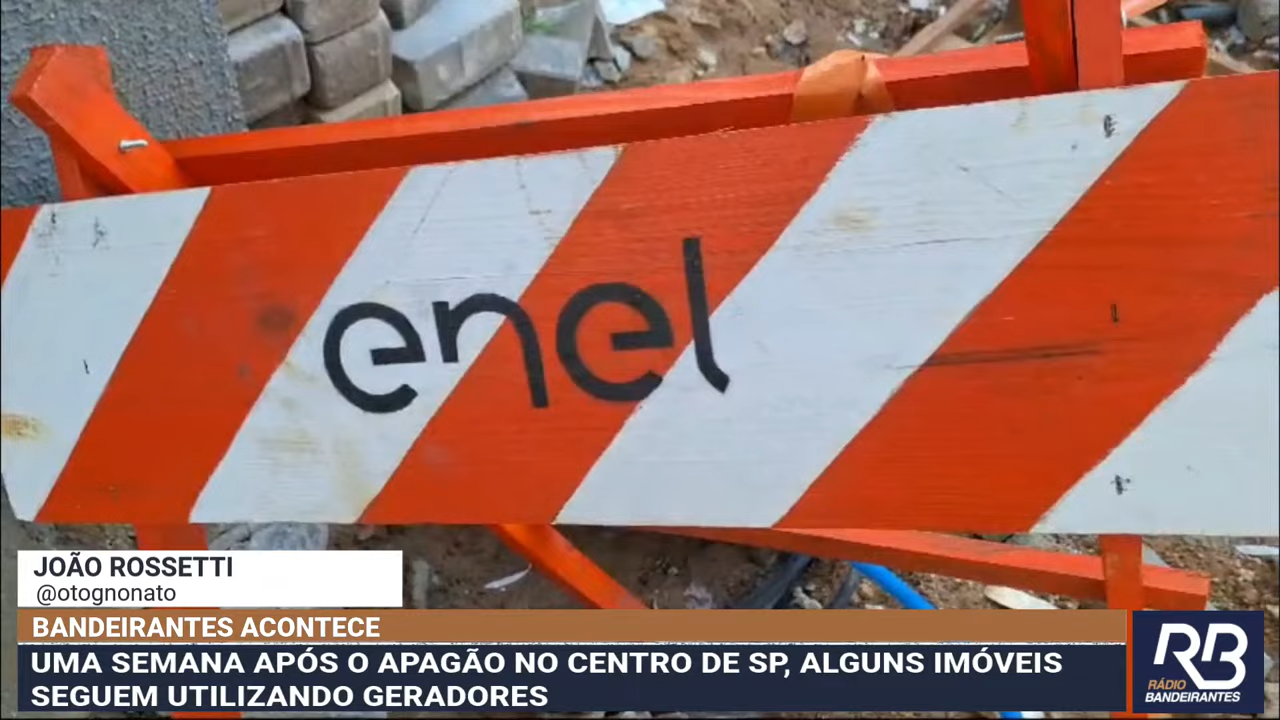 enel
JOÃO ROSSETTI
@otognonato
BANDEIRANTES ACONTECE
UMA SEMANA APÓS O APAGÃO NO CENTRO DE SP, ALGUNS IMÓVEIS
SEGUEM UTILIZANDO GERADORES
RB
RÁDIO
BANDEIRANTES